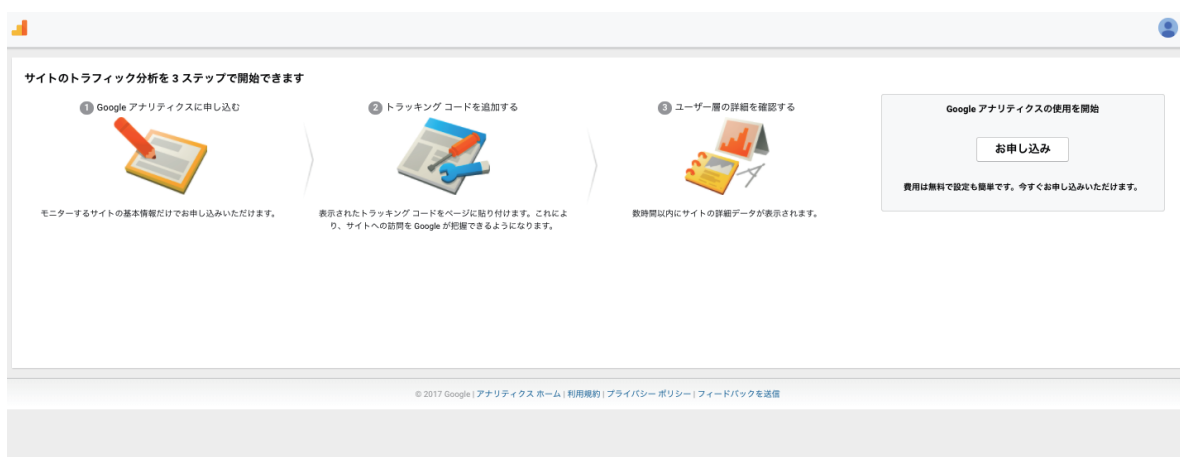 サイトのトラフィック分析を 3 ステップで開始できます
1 Google アナリティクスに申し込む
モニターするサイトの基本情報だけでお申し込みいただけます。
2 トラッキング コードを追加する
表示されたトラッキング コードをページに貼り付けます。これによ
り、サイトへの訪問を Google が把握できるようになります。
3 ユーザー層の詳細を確認する
数時間以内にサイトの詳細データが表示されます。
Google アナリティクスの使用を開始
お申し込み
費用は無料で設定も簡単です。今すぐお申し込みいただけます。
© 2017 Google | アナリティクス ホーム | 利用規約 | プライバシー ポリシー | フィードバックを送信